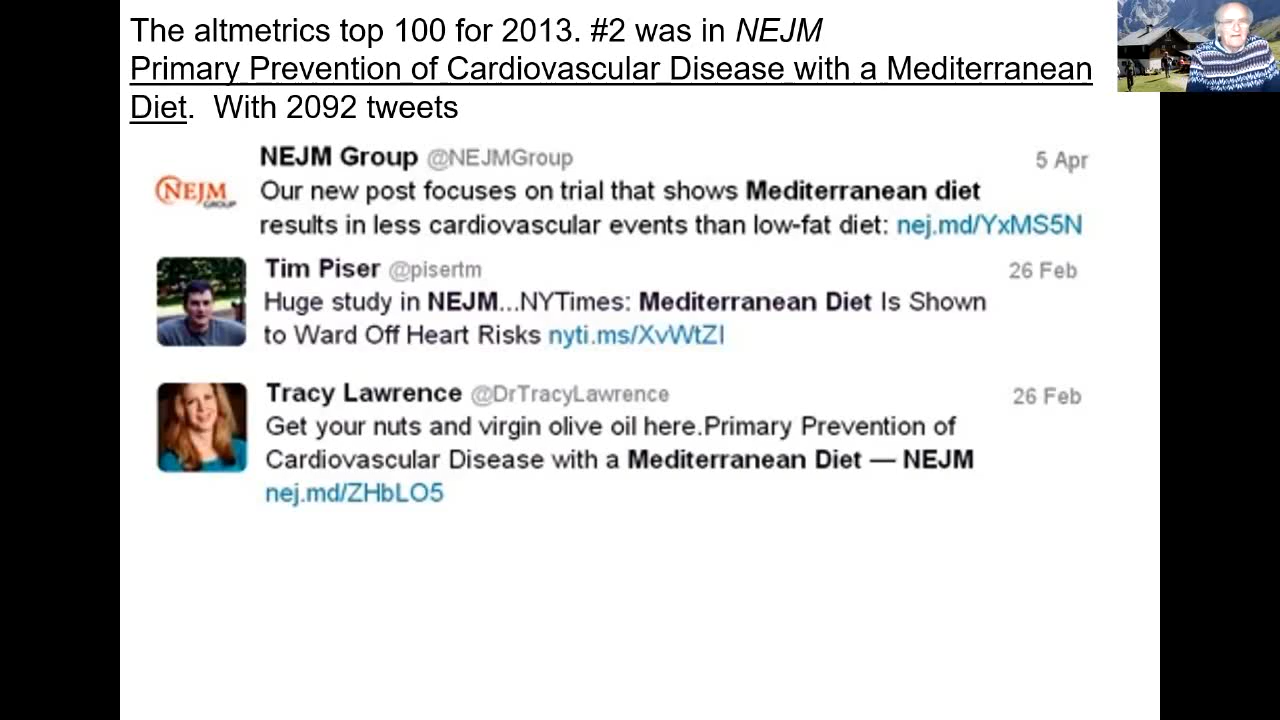 The altmetrics top 100 for 2013. #2 was in NEJM
Primary Prevention of Cardiovascular Disease with a Mediterranean
Diet. With 2092 tweets
NEJM Group @NEJMGroup 5 Apr
NEJM GROUP
Our new post focuses on trial that shows Mediterranean diet
results in less cardiovascular events than low-fat diet: nej.md/YxMS5N
Tim Piser @pisertm 26 Feb
Huge study in NEJM...NYTimes: Mediterranean Diet Is Shown
to Ward Off Heart Risks nyti.ms/XvWtZI
Tracy Lawrence @DrTracyLawrence 26 Feb
Get your nuts and virgin olive oil here.Primary Prevention of
Cardiovascular Disease with a Mediterranean Diet — NEJM
nej.md/ZHbLO5